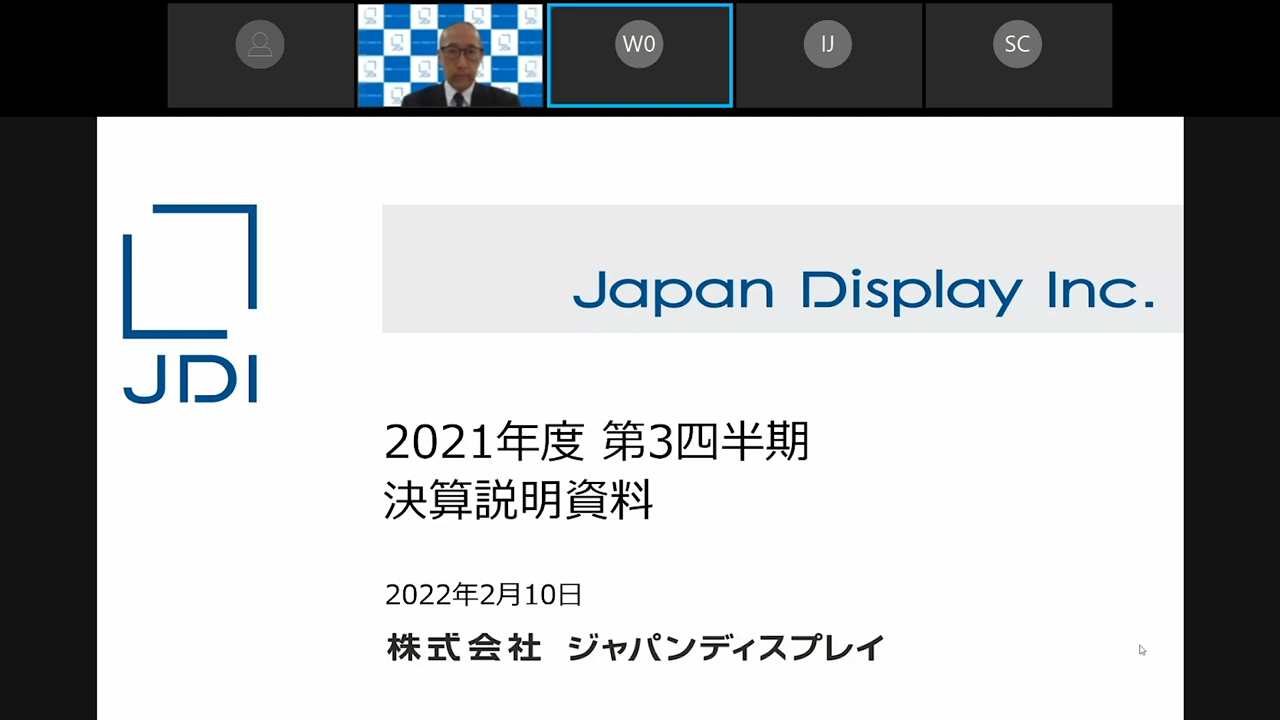 W0
IJ
SC
JDI
Japan Display Inc.
2021年度 第3四半期
決算説明資料
2022年2月10日
株式会社 ジャパンディスプレイ